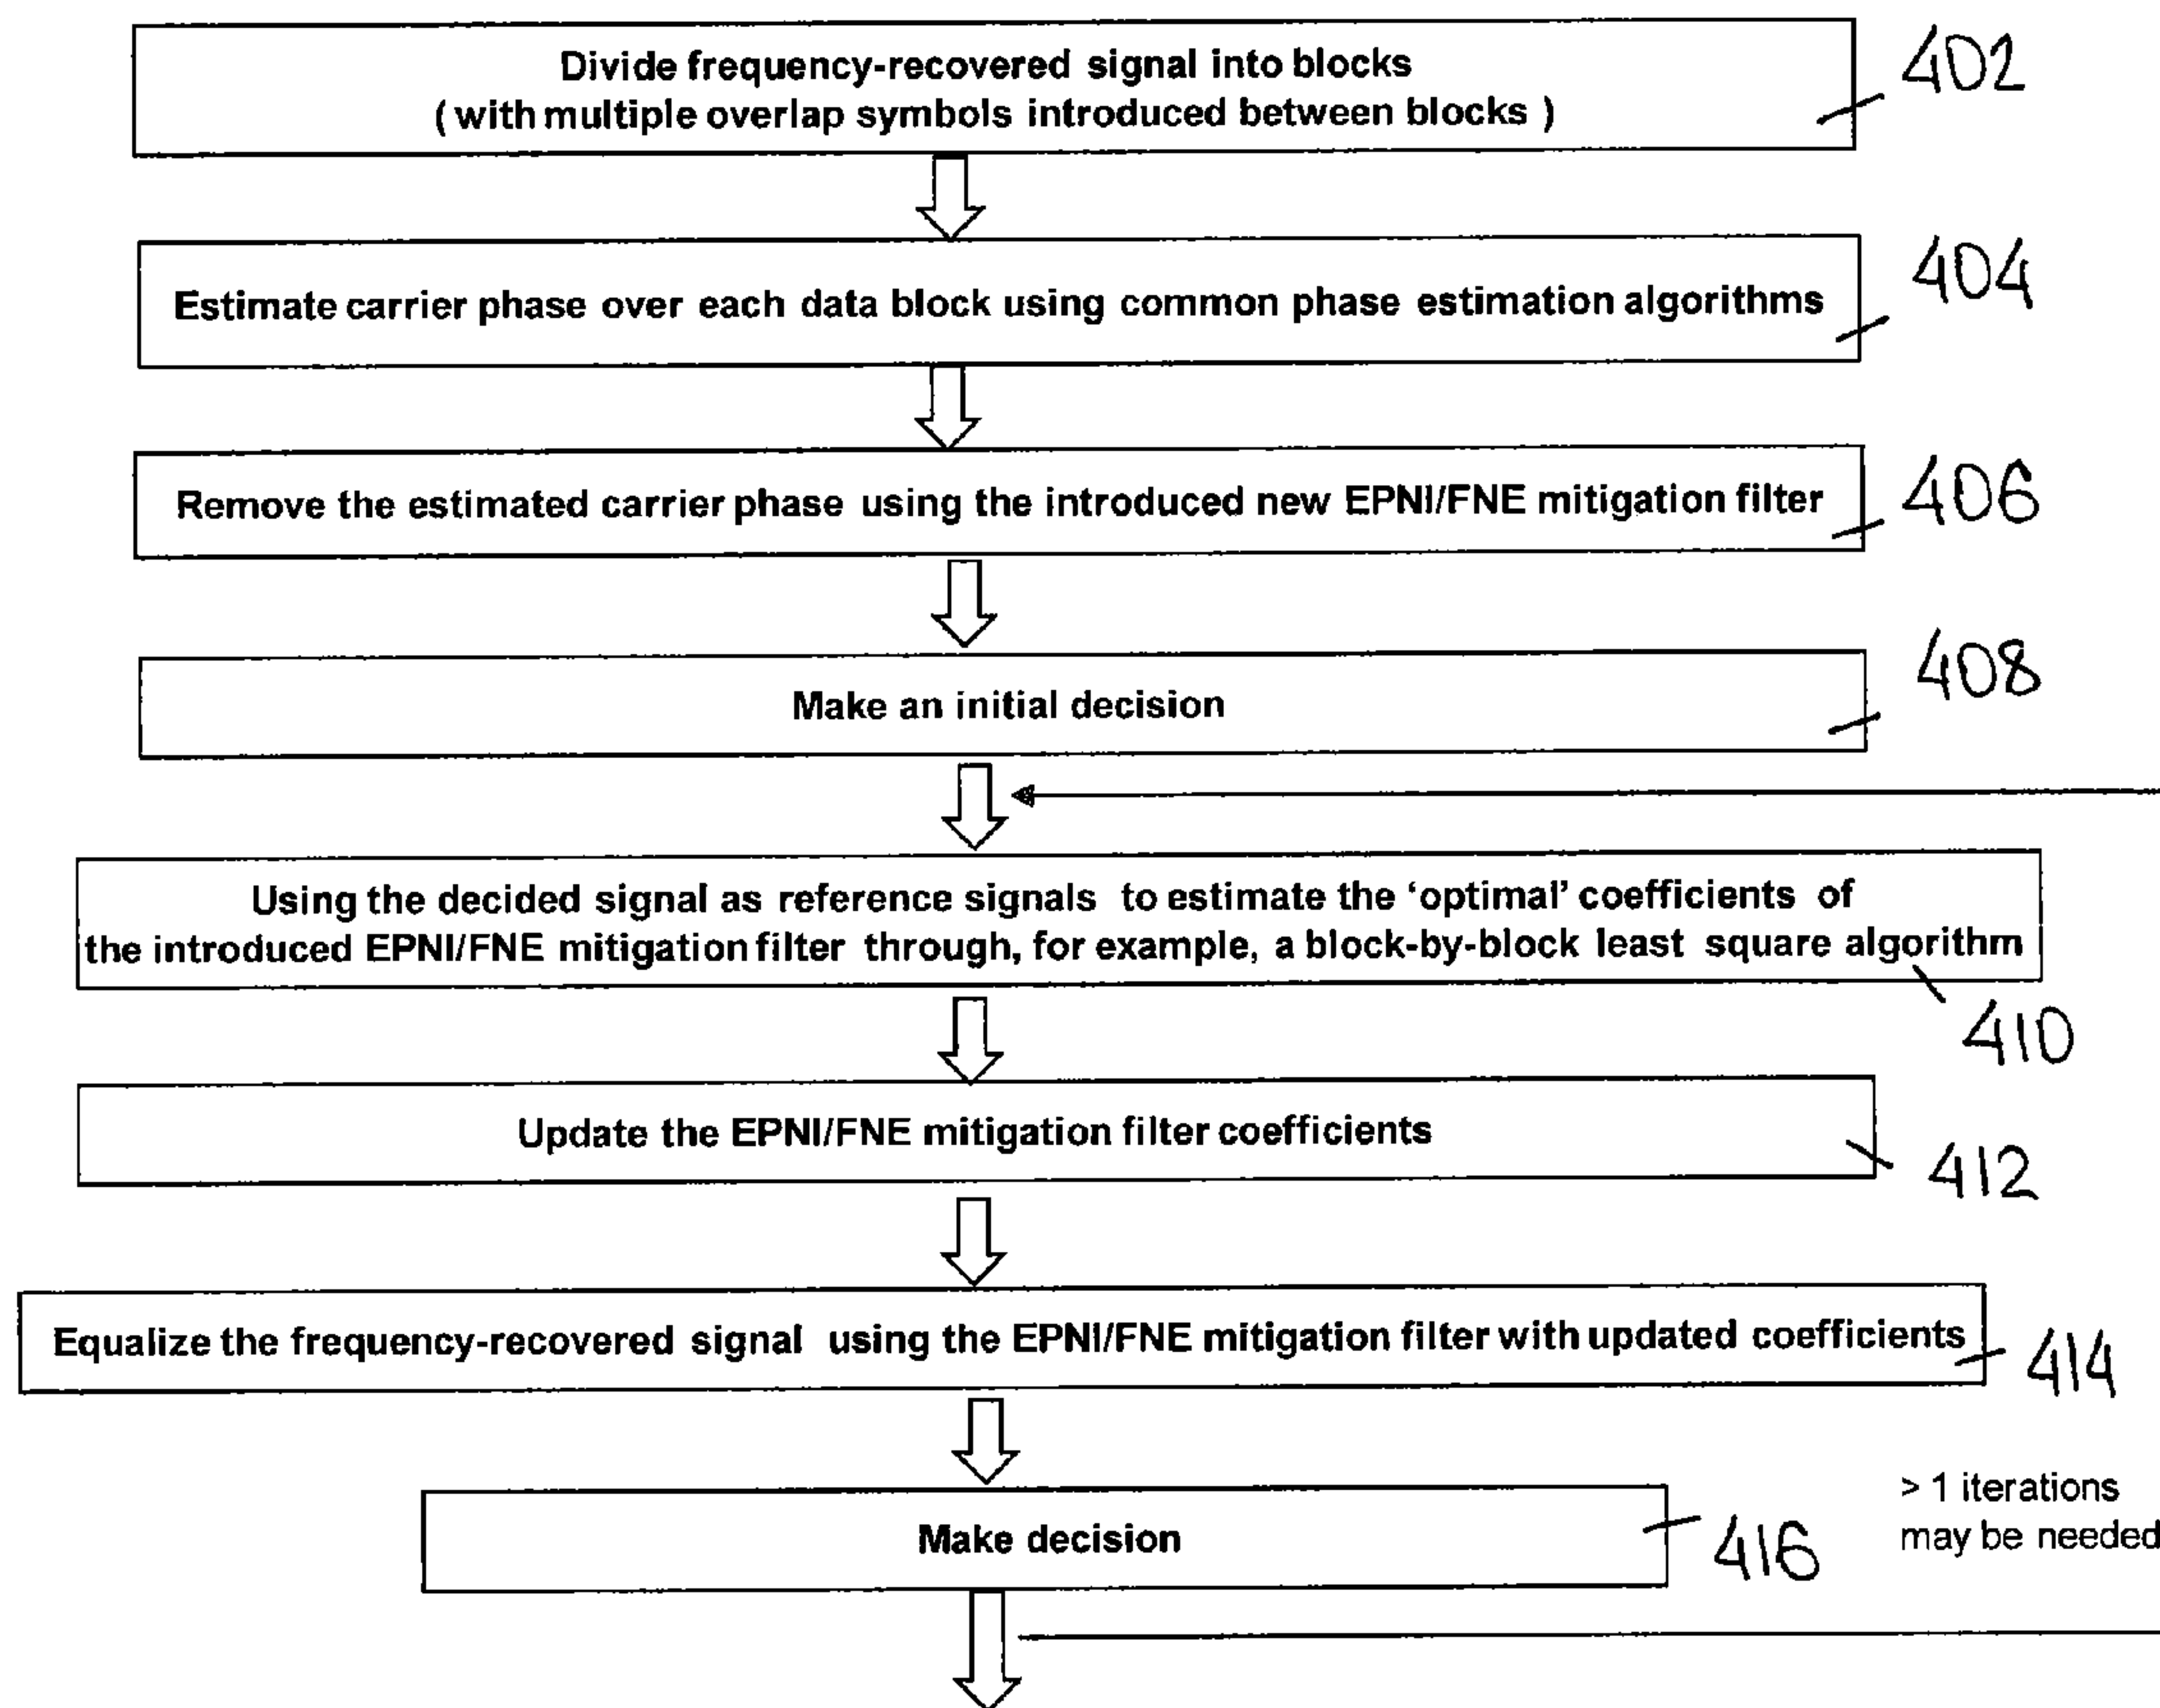 Divide frequency-recovered signal into blocks
( with multiple overlap symbols introduced between blocks )
402
Estimate carrier phase over each data block using common phase estimation algorithms
404
Remove the estimated carrier phase using the introduced new EPNI/FNE mitigation filter
406
Make an initial decision
408
Using the decided signal as reference signals to estimate the ‘optimal’ coefficients of
the introduced EPNI/FNE mitigation filter through, for example, a block-by-block least square algorithm
410
Update the EPNI/FNE mitigation filter coefficients
412
Equalize the frequency-recovered signal using the EPNI/FNE mitigation filter with updated coefficients
414
Make decision
416
> 1 iterations
may be needed